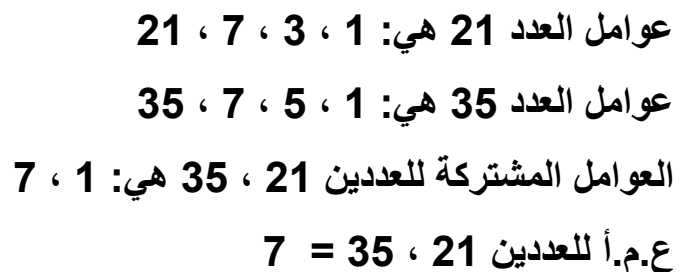 عوامل العدد 21 هي: 1 ، 3 ، 7 ، 21
عوامل العدد 35 هي: 1 ، 5 ، 7 ، 35
العوامل المشتركة للعددين 21 ، 35 هي: 1 ، 7
ع.م.أ للعددين 21 ، 35 = 7